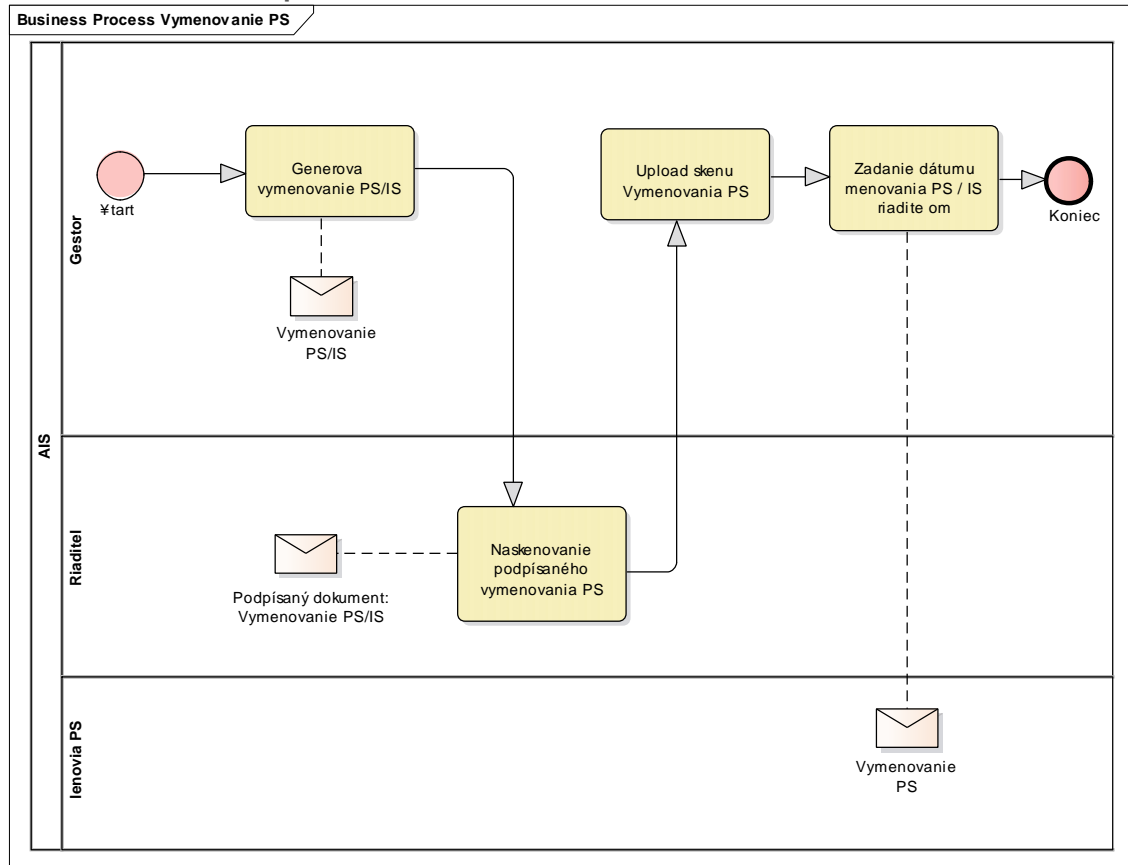 Business Process Vymenovanie PS
AIS
Gestor
¥tart
Generova
vymenovanie PS/IS
Vymenovanie
PS/IS
Upload skenu
Vymenovania PS
Zadanie dátumu
menovania PS / IS
riadite om
Koniec
Riaditel
Podpísaný dokument:
Vymenovanie PS/IS
Naskenovanie
podpísaného
vymenovania PS
lenovia PS
Vymenovanie
PS